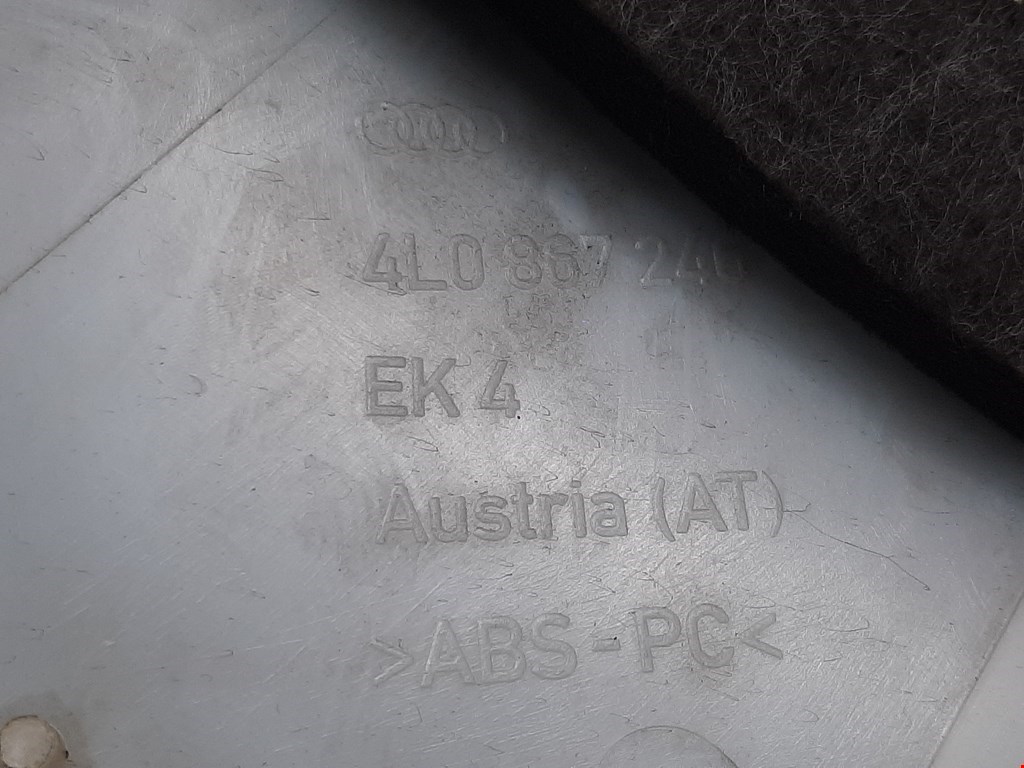 4L0 867
EK 4
Austria (AT)
>ABS-PC<